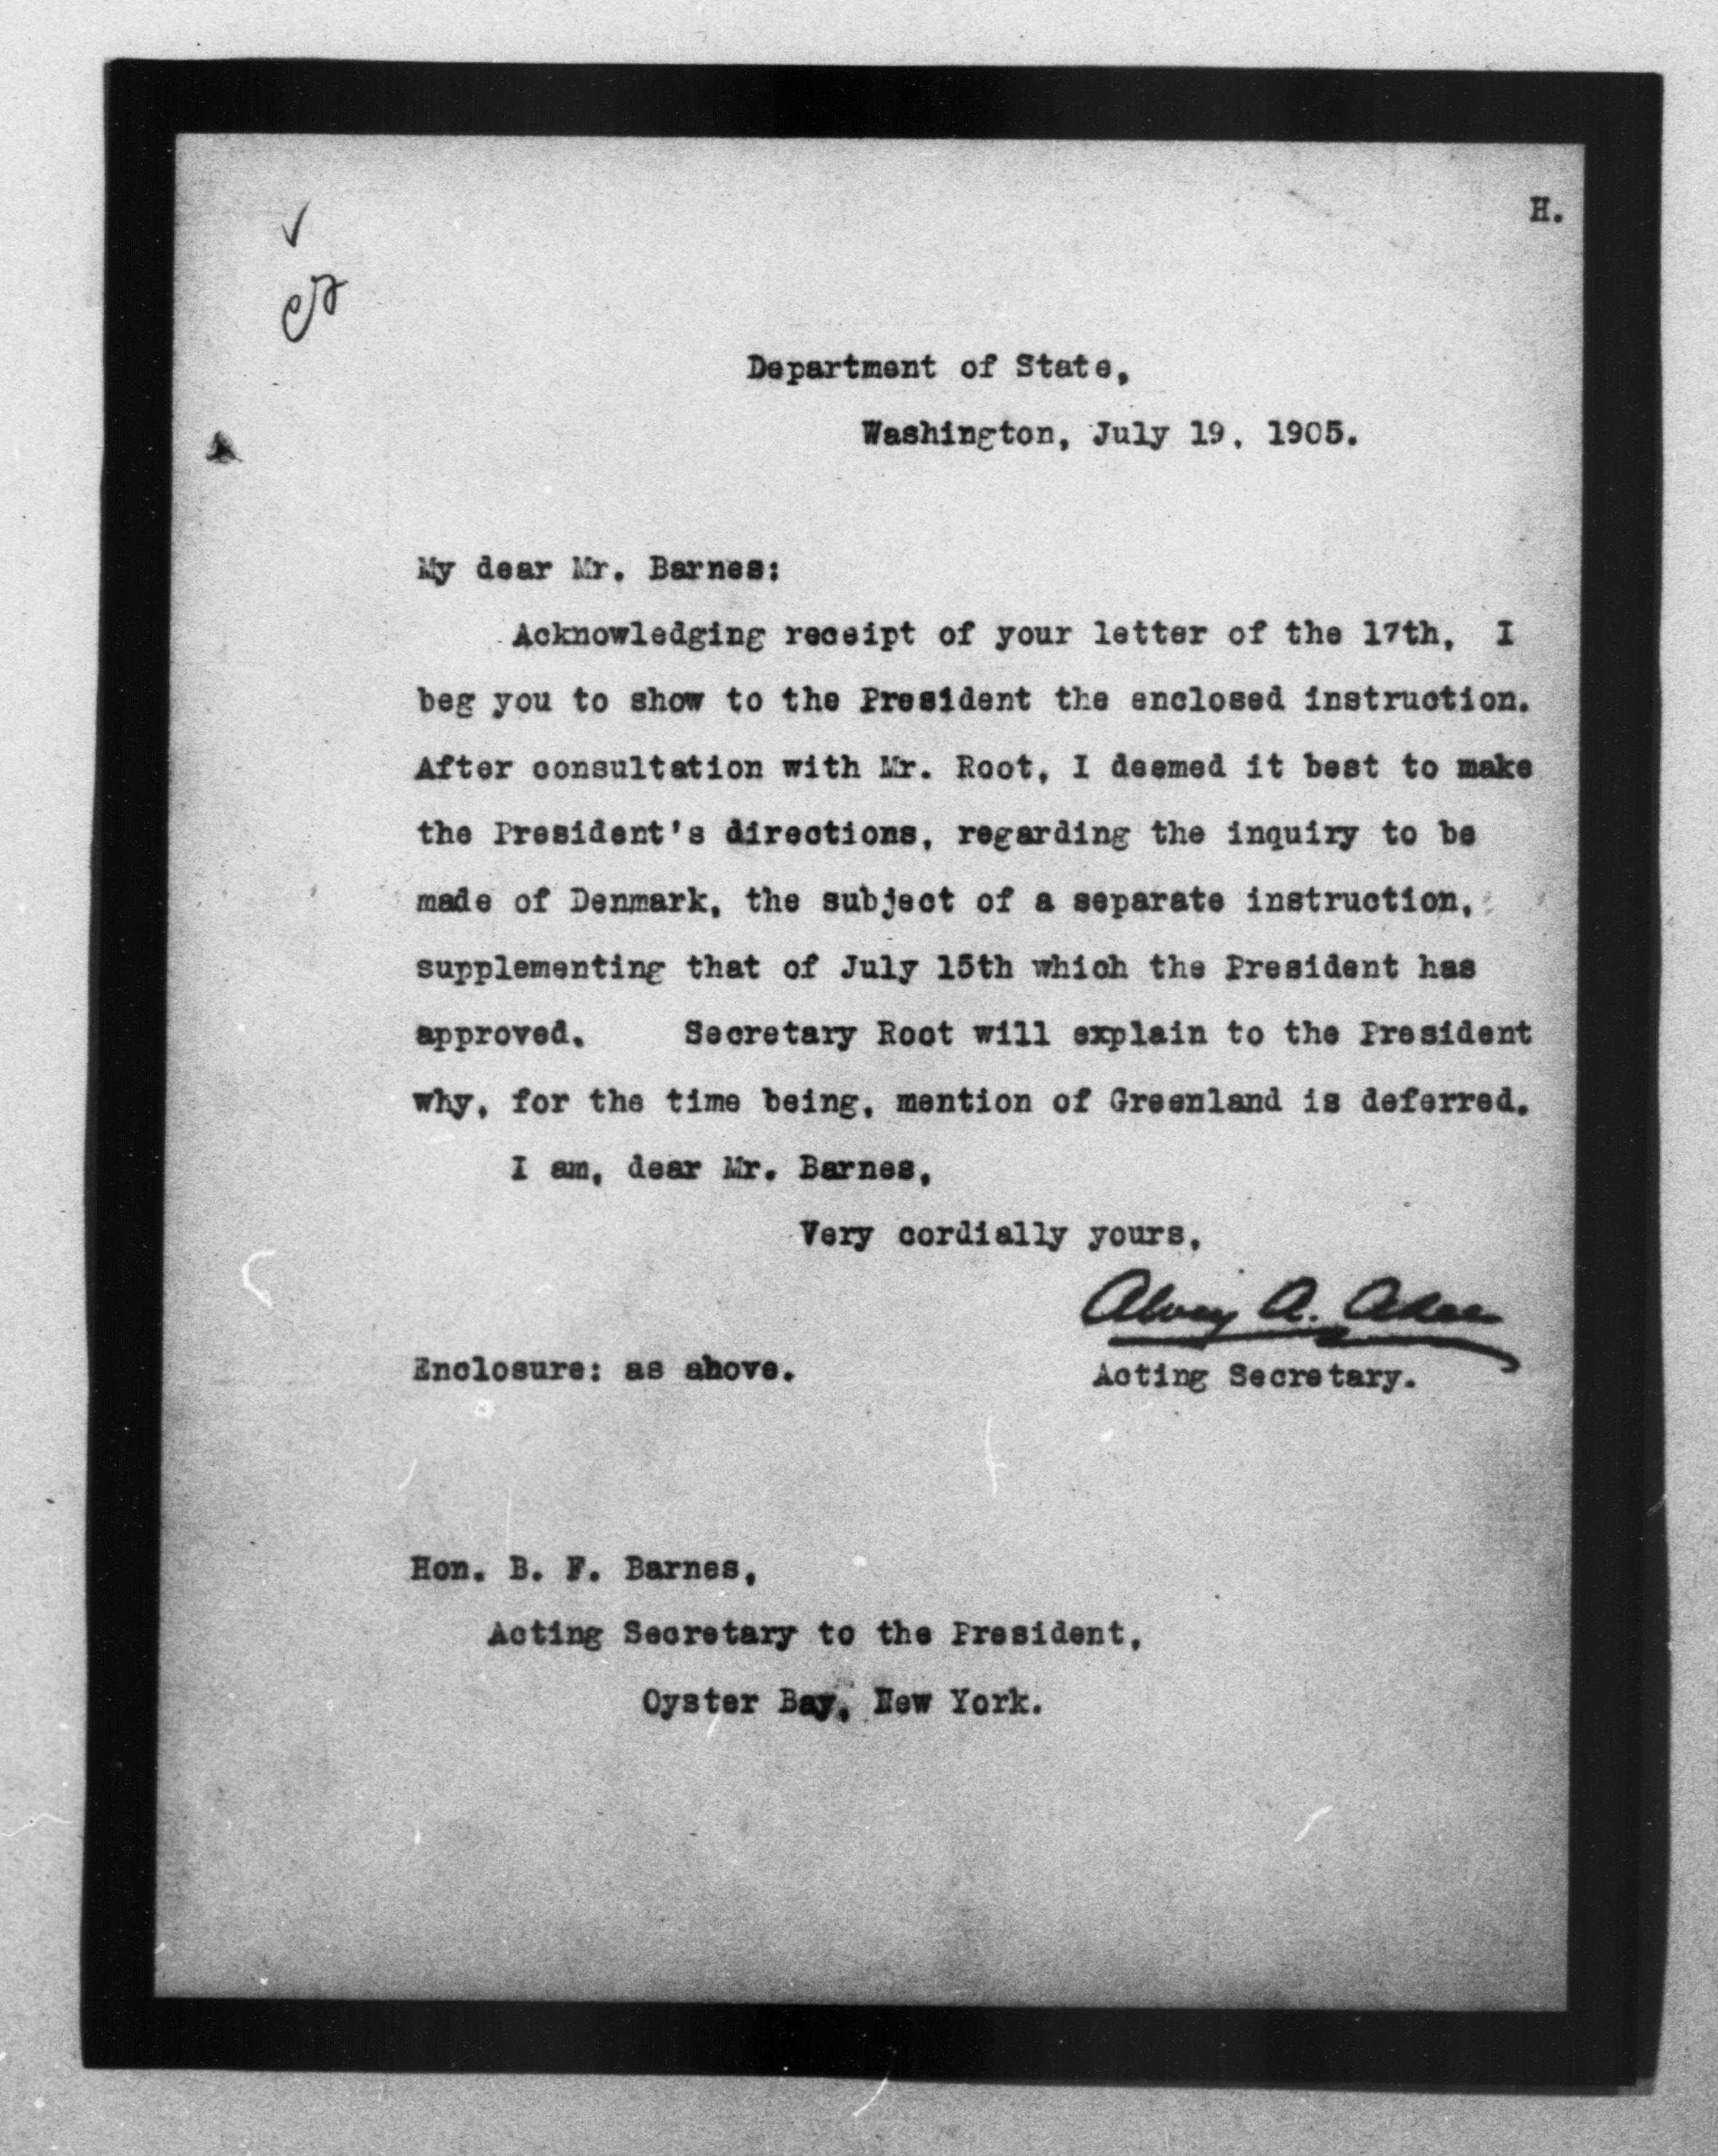 H.
Department of State,
Washington, July 19, 1905.
My dear Mr. Barnes:
Acknowledging receipt of your letter of the 17th, I
beg you to show to the President the enclosed instruction.
After consultation with Mr. Root, I deemed it best to make
the President's directions, regarding the inquiry to be
made of Denmark, the subject of a separate instruction,
supplementing that of July 15th which the President has
approved. Secretary Root will explain to the President
why, for the time being, mention of Greenland is deferred.
I am, dear Mr. Barnes,
Very cordially yours,
Alvey A. Adee
Enclosure: as above.
Acting Secretary.
Hon. B. F. Barnes,
Acting Secretary to the President,
Oyster Bay, New York.